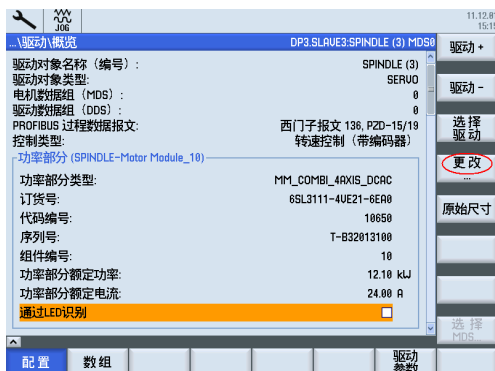 JOG
11.12.0
15:1
...\驱动\概览
DP3.SLAVE3:SPINDLE (3) MDS0
驱动 +
驱动对象名称（编号）:
SPINDLE (3)
驱动对象类型:
SERVO
驱动 -
电机数据组（MDS）:
0
驱动数据组（DDS）:
0
PROFIBUS 过程数据报文:
西门子报文 136, PZD-15/19
选择
驱动
控制类型:
转速控制（带编码器）
功率部分 (SPINDLE-Motor Module_10)
更改
...
功率部分类型:
MM_COMBI_4AXIS_DCAC
订货号:
6SL3111-4VE21-6EA0
原始尺寸
代码编号:
10650
序列号:
T-B32013100
组件编号:
10
功率部分额定功率:
12.10 kW
功率部分额定电流:
24.00 A
通过LED识别
选择
MDS...
配置
数组
驱动
参数